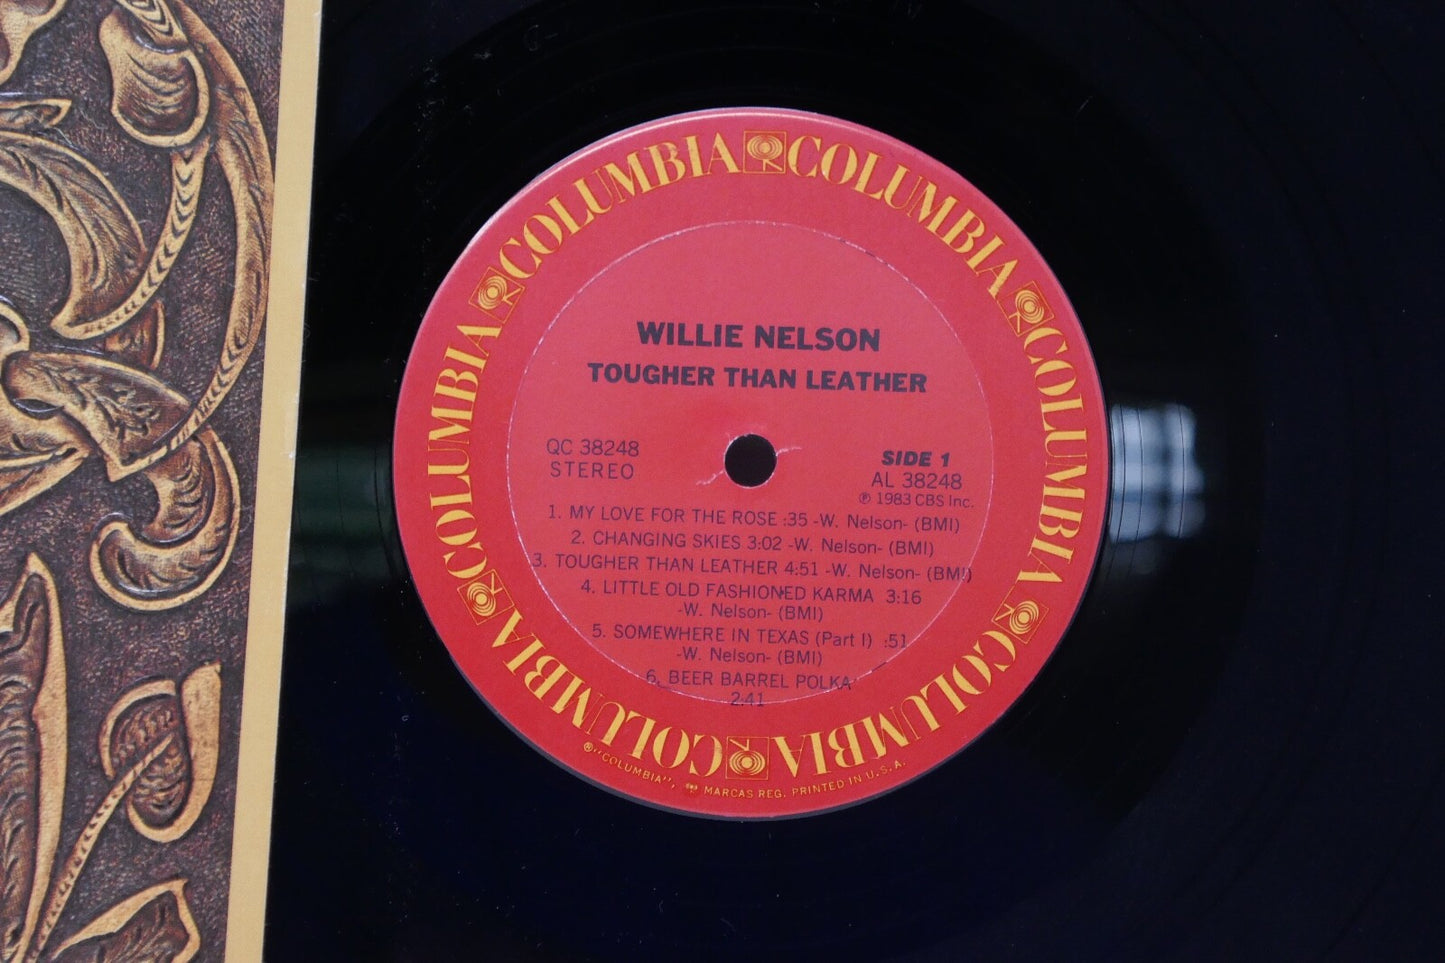 COLUMBIA COLUMBIA COLUMBIA COLUMBIA COLUMBIA COLUMBIA COLUMBIA
WILLIE NELSON
TOUGHER THAN LEATHER
QC 38248
STEREO
SIDE 1
AL 38248
℗ 1983 CBS Inc.
1. MY LOVE FOR THE ROSE :35 -W. Nelson- (BMI)
2. CHANGING SKIES 3:02 -W. Nelson- (BMI)
3. TOUGHER THAN LEATHER 4:51 -W. Nelson- (BMI)
4. LITTLE OLD FASHIONED KARMA 3:16
-W. Nelson- (BMI)
5. SOMEWHERE IN TEXAS (Part I) :51
-W. Nelson- (BMI)
6. BEER BARREL POLKA
2:41
®"COLUMBIA", MARCAS REG. PRINTED IN U.S.A.